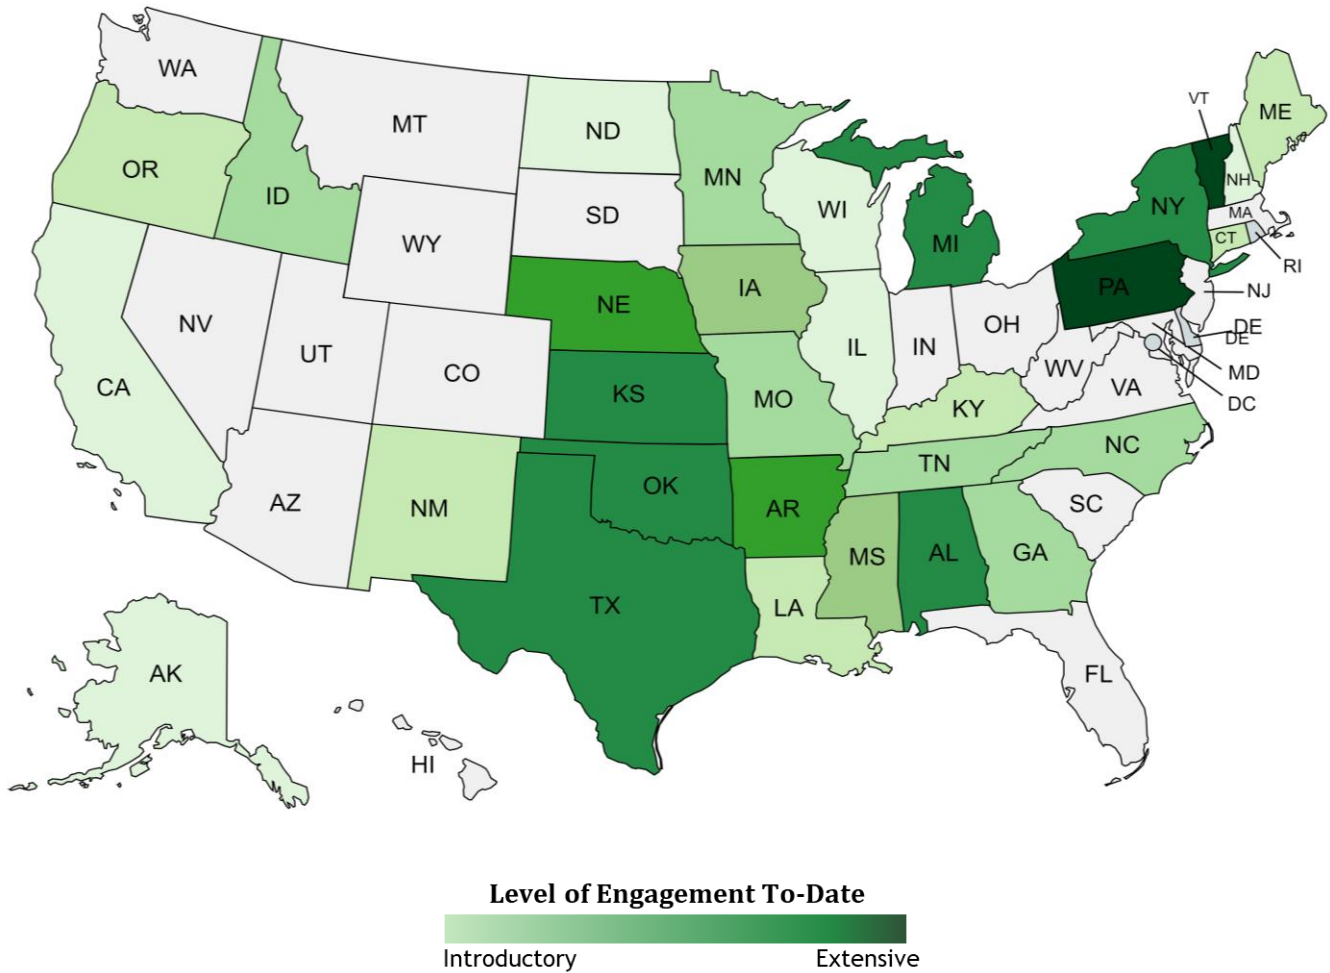 WA
MT
ND
MN
OR
ID
WY
SD
WI
MI
VT
ME
NH
NY
MA
CT
RI
NJ
PA
DE
DE
MD
DC
NV
UT
CO
NE
IA
IL
IN
OH
WV
VA
CA
KS
MO
KY
NC
TN
AZ
NM
OK
AR
SC
MS
AL
GA
TX
LA
FL
AK
HI
Level of Engagement To-Date
Introductory
Extensive